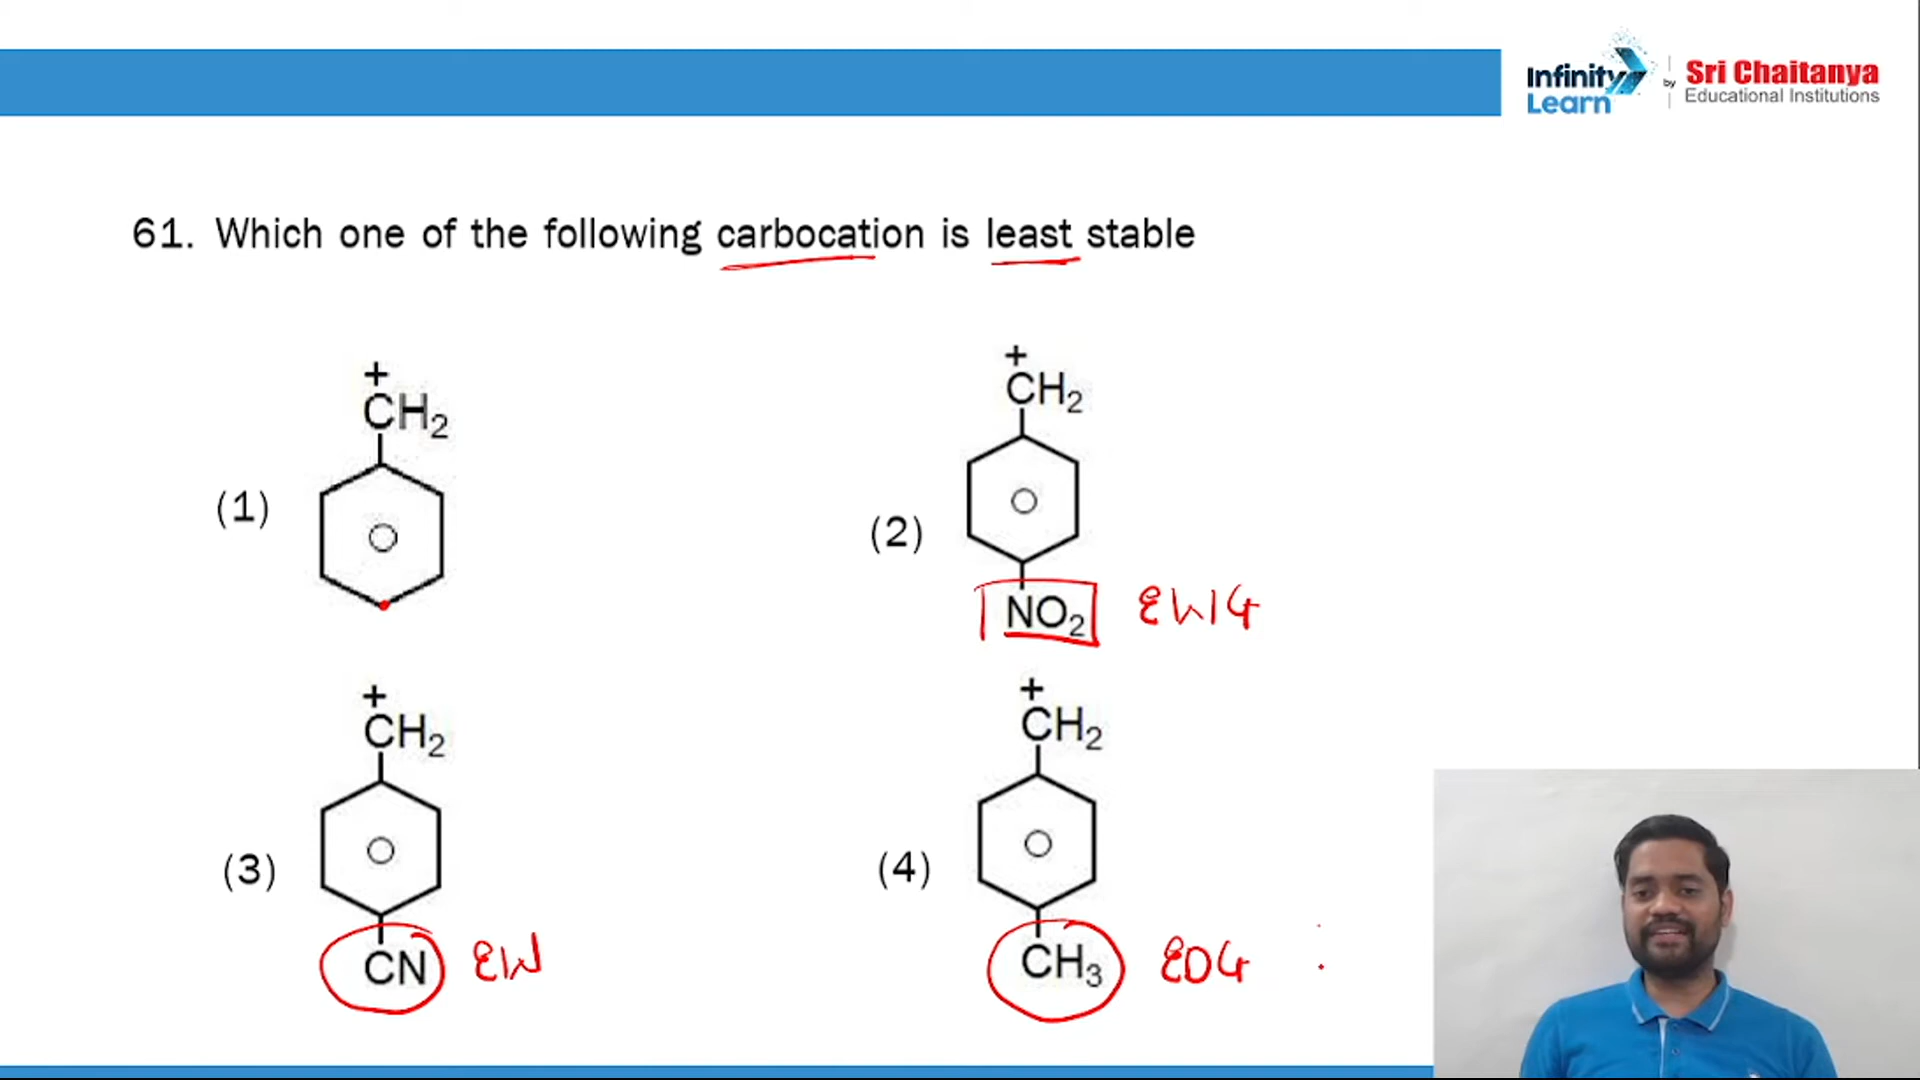 Infinity Learn by Sri Chaitanya Educational Institutions
61. Which one of the following carbocation is least stable
(1)
+
CH2
(2)
+
CH2
NO2 EWG
(3)
+
CH2
CN EW
(4)
+
CH2
CH3 EDG